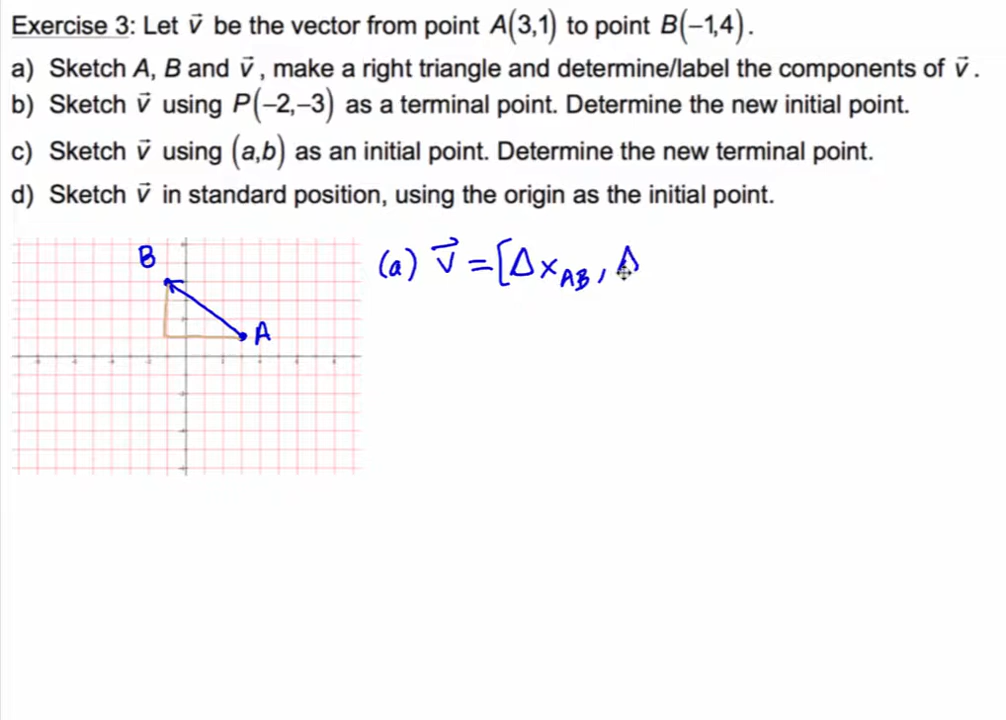 Exercise 3: Let v⃗ be the vector from point A(3,1) to point B(−1,4).
a) Sketch A, B and v⃗, make a right triangle and determine/label the components of v⃗.
b) Sketch v⃗ using P(−2,−3) as a terminal point. Determine the new initial point.
c) Sketch v⃗ using (a,b) as an initial point. Determine the new terminal point.
d) Sketch v⃗ in standard position, using the origin as the initial point.
B
A
(a) v⃗ = [Δx_AB, Δ